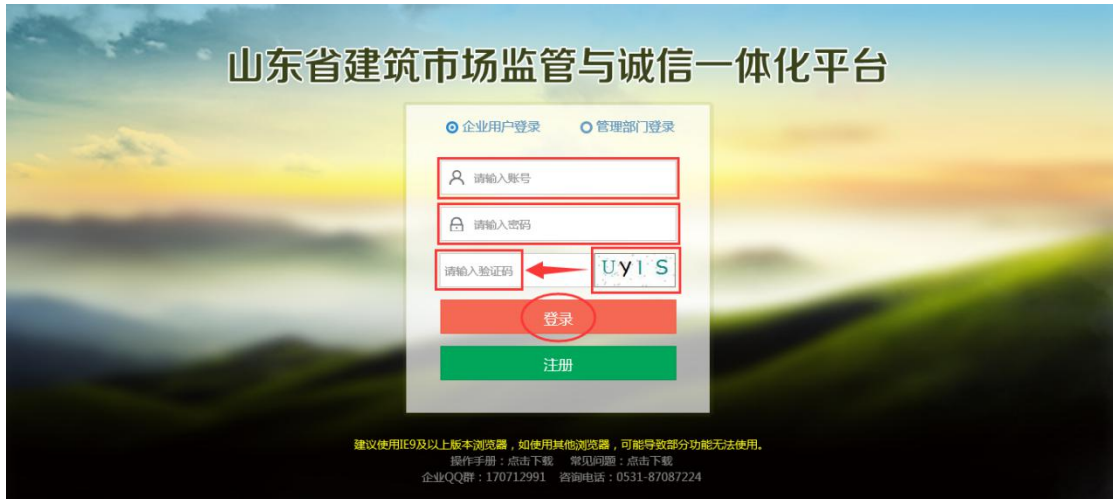 山东省建筑市场监管与诚信一体化平台
企业用户登录 管理部门登录
请输入账号
请输入密码
请输入验证码 UyIS
登录
注册
建议使用IE9及以上版本浏览器，如使用其他浏览器，可能导致部分功能无法使用。
操作手册：点击下载 常见问题：点击下载
企业QQ群：170712991 咨询电话：0531-87087224